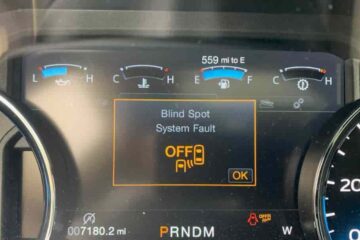 559 mi to E
L H C H E F C H
Blind Spot
System Fault
OFF
OK
20
007180.2 mi PRNDM W